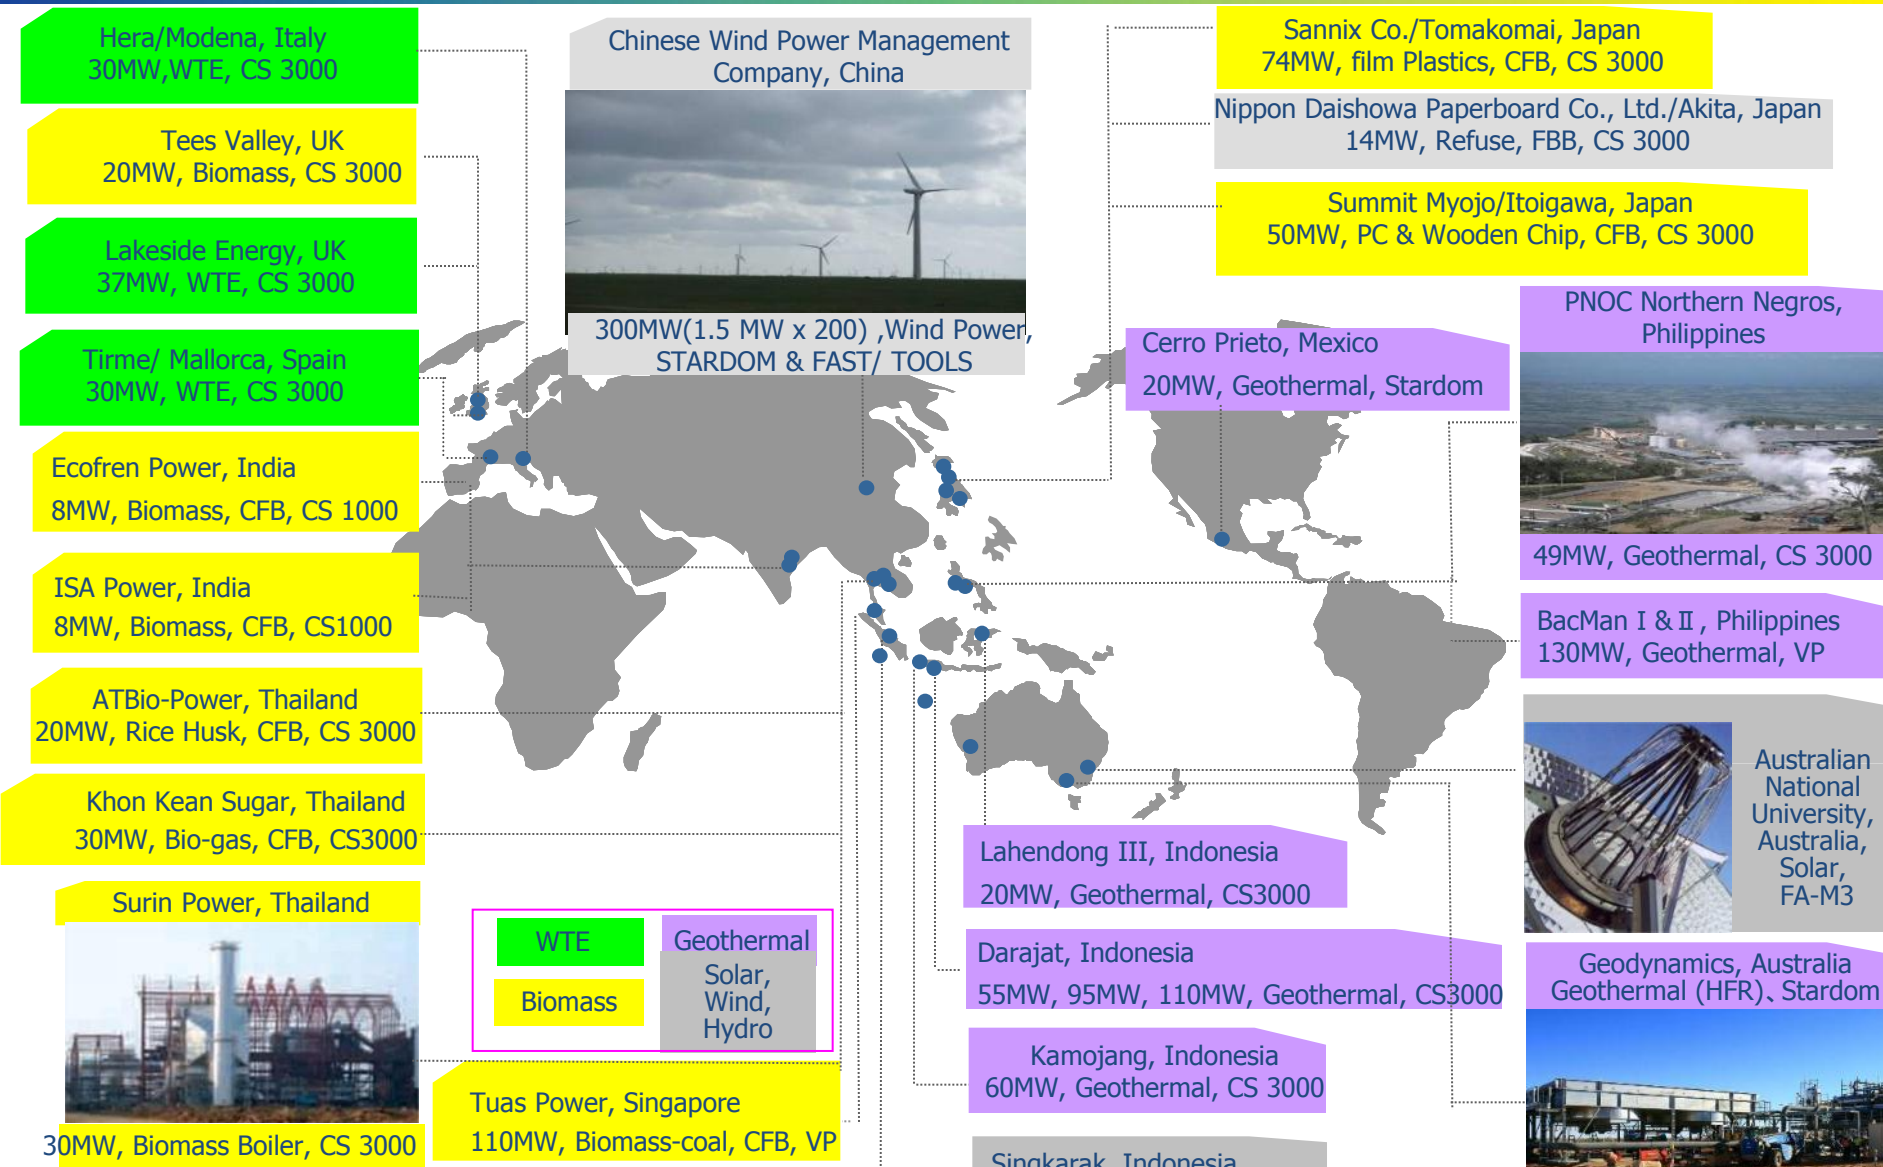 Hera/Modena, Italy
30MW,WTE, CS 3000
Tees Valley, UK
20MW, Biomass, CS 3000
Lakeside Energy, UK
37MW, WTE, CS 3000
Tirme/ Mallorca, Spain
30MW, WTE, CS 3000
Ecofren Power, India
8MW, Biomass, CFB, CS 1000
ISA Power, India
8MW, Biomass, CFB, CS1000
ATBio-Power, Thailand
20MW, Rice Husk, CFB, CS 3000
Khon Kean Sugar, Thailand
30MW, Bio-gas, CFB, CS3000
Surin Power, Thailand
30MW, Biomass Boiler, CS 3000
Chinese Wind Power Management
Company, China
300MW(1.5 MW x 200) ,Wind Power,
STARDOM & FAST/ TOOLS
WTE
Geothermal
Biomass
Solar,
Wind,
Hydro
Tuas Power, Singapore
110MW, Biomass-coal, CFB, VP
Sannix Co./Tomakomai, Japan
74MW, film Plastics, CFB, CS 3000
Nippon Daishowa Paperboard Co., Ltd./Akita, Japan
14MW, Refuse, FBB, CS 3000
Summit Myojo/Itoigawa, Japan
50MW, PC & Wooden Chip, CFB, CS 3000
Cerro Prieto, Mexico
20MW, Geothermal, Stardom
Lahendong III, Indonesia
20MW, Geothermal, CS3000
Darajat, Indonesia
55MW, 95MW, 110MW, Geothermal, CS3000
Kamojang, Indonesia
60MW, Geothermal, CS 3000
Singkarak, Indonesia
PNOC Northern Negros,
Philippines
49MW, Geothermal, CS 3000
BacMan I & Ⅱ , Philippines
130MW, Geothermal, VP
Australian
National
University,
Australia,
Solar,
FA-M3
Geodynamics, Australia
Geothermal (HFR)、Stardom